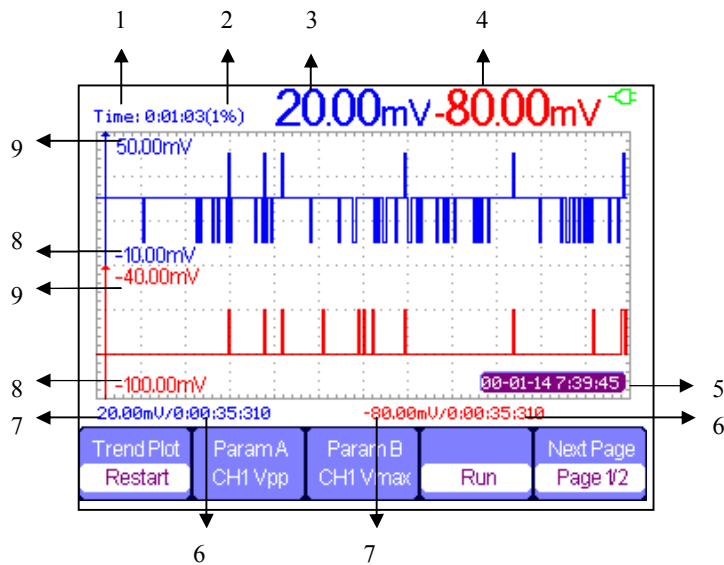 1 2 3 4
Time: 0:01:03(1%) 20.00mV -80.00mV
9 50.00mV
8 -10.00mV
9 -40.00mV
8 -100.00mV
00-01-14 7:39:45 5
7 20.00mV/0:00:35:310 -80.00mV/0:00:35:310 6
Trend Plot Param A Param B Next Page
Restart CH1 Vpp CH1 Vmax Run Page 1/2
6 7